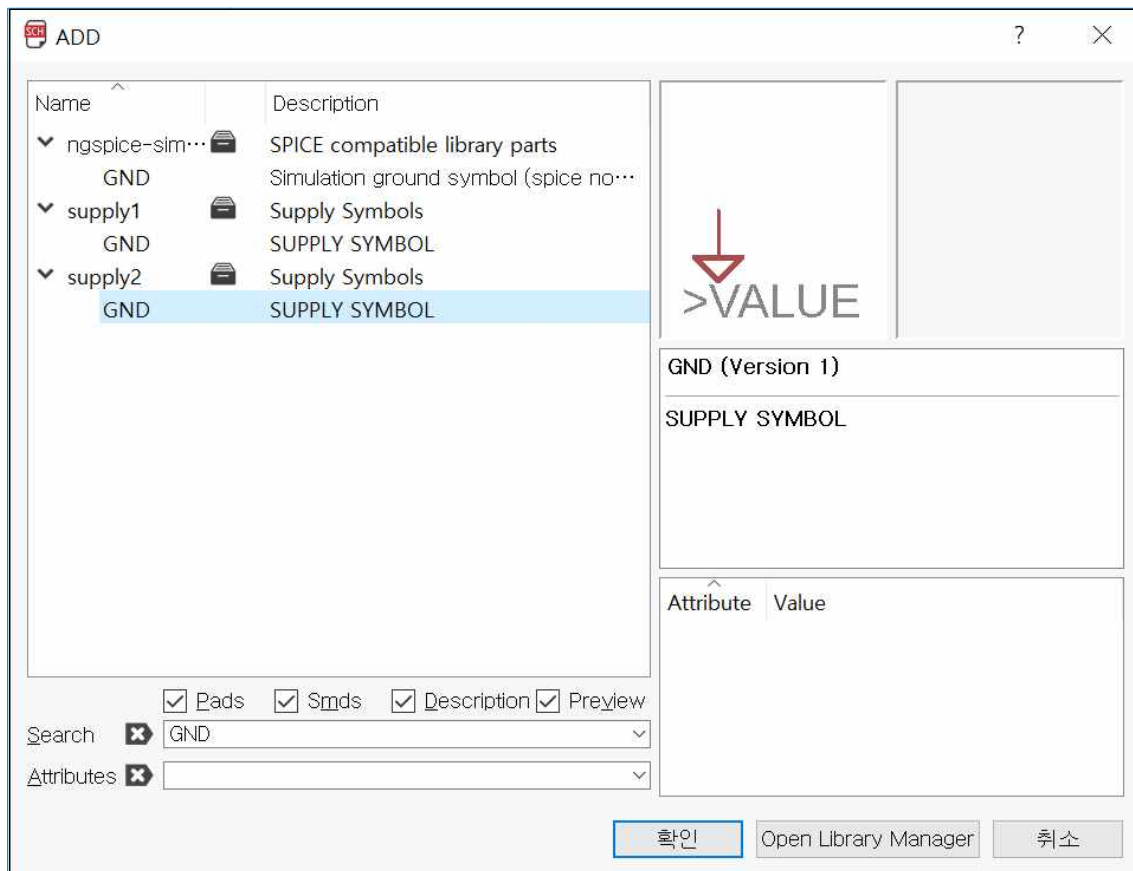 SCH ADD ?
Name Description
ngspice-sim··· SPICE compatible library parts
GND Simulation ground symbol (spice no···
supply1 Supply Symbols
GND SUPPLY SYMBOL
supply2 Supply Symbols
GND SUPPLY SYMBOL
>VALUE
GND (Version 1)
SUPPLY SYMBOL
Attribute Value
Pads Smds Description Preview
Search GND
Attributes
확인 Open Library Manager 취소